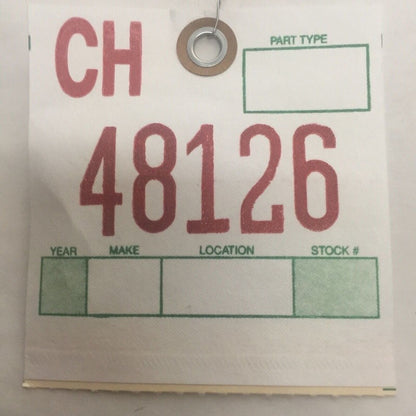 CH
PART TYPE
48126
YEAR MAKE LOCATION STOCK #